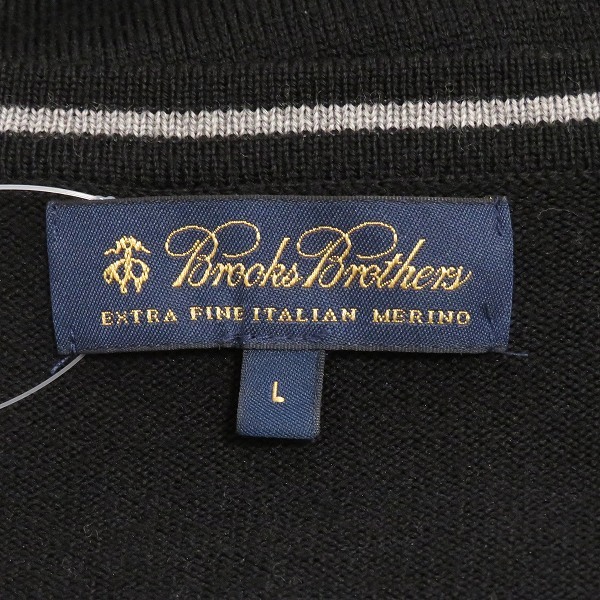 Brooks Brothers
EXTRA FINE ITALIAN MERINO
L